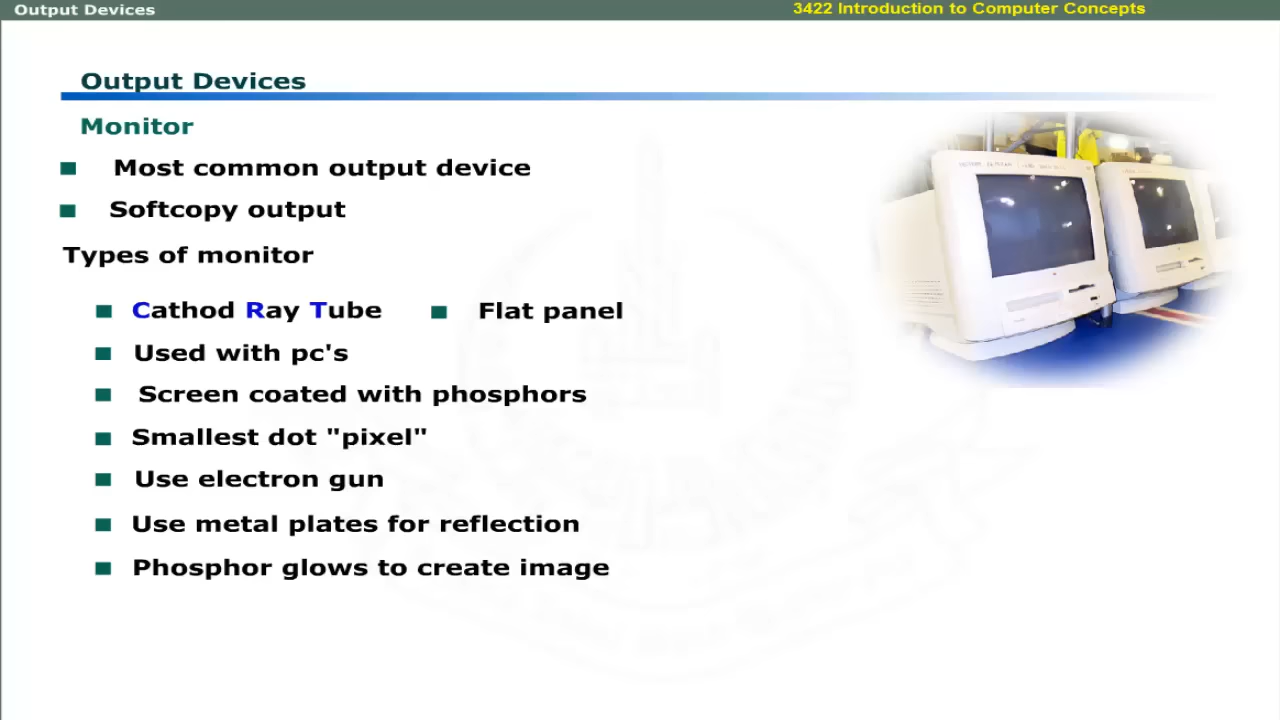 Output Devices
3422 Introduction to Computer Concepts
Output Devices
Monitor
Most common output device
Softcopy output
Types of monitor
Cathod Ray Tube
Flat panel
Used with pc's
Screen coated with phosphors
Smallest dot "pixel"
Use electron gun
Use metal plates for reflection
Phosphor glows to create image